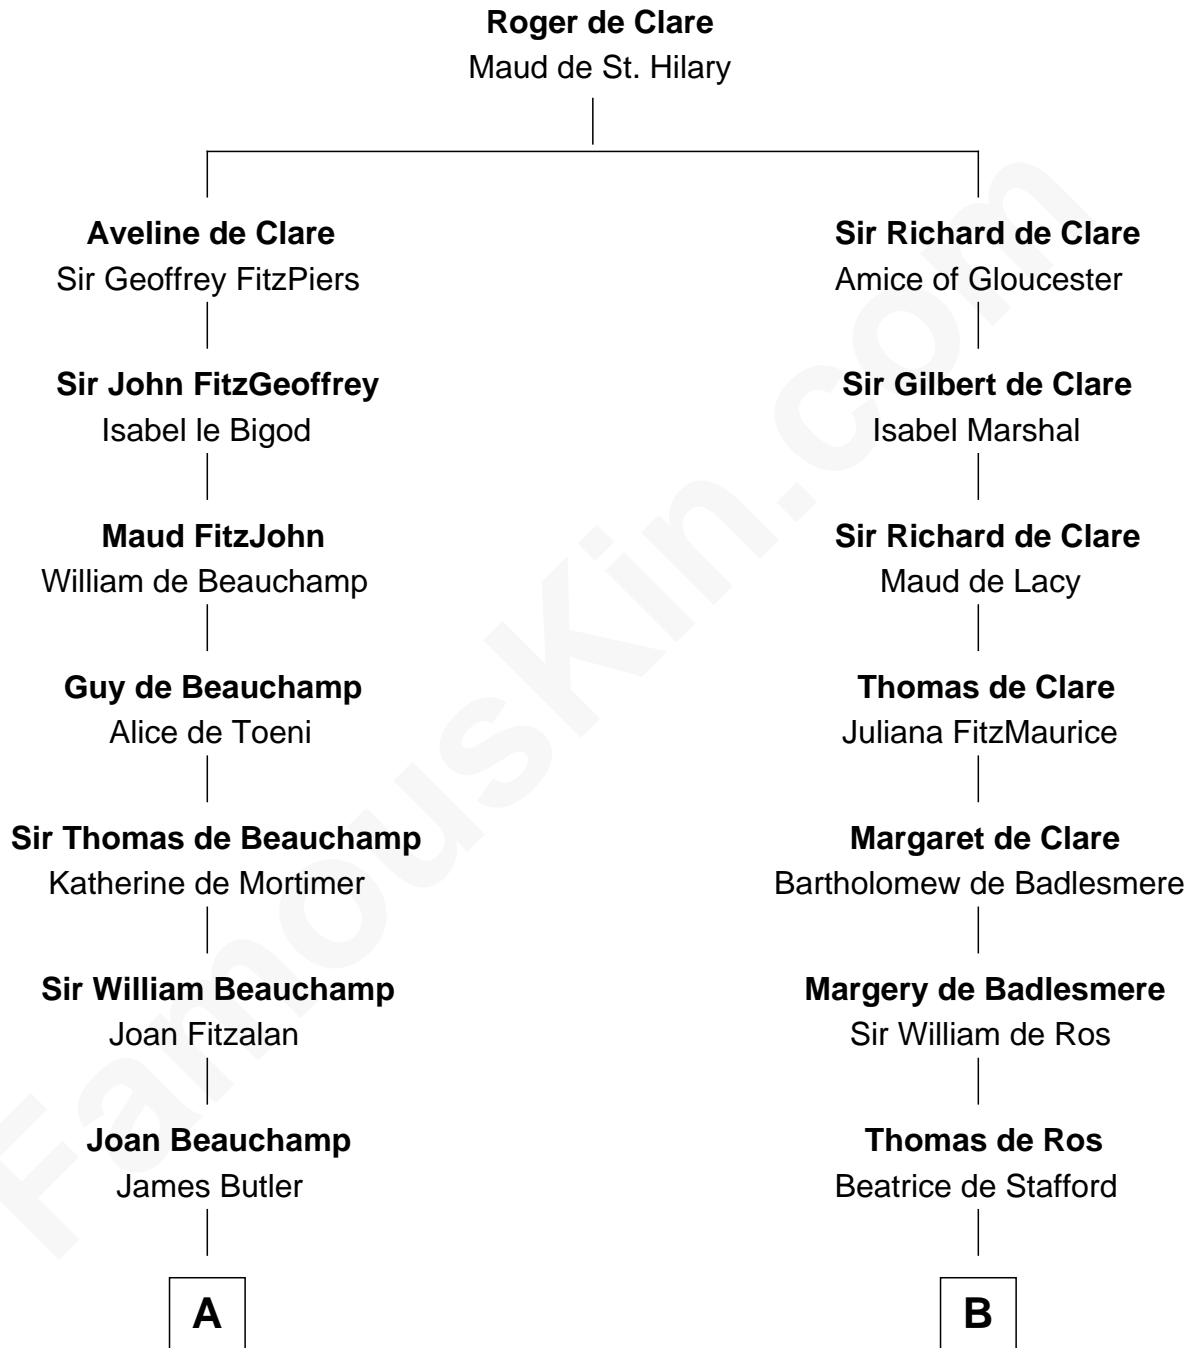 Roger de Clare
Maud de St. Hilary
Aveline de Clare
Sir Geoffrey FitzPiers
Sir Richard de Clare
Amice of Gloucester
Sir John FitzGeoffrey
Isabel le Bigod
Sir Gilbert de Clare
Isabel Marshal
Maud FitzJohn
William de Beauchamp
Sir Richard de Clare
Maud de Lacy
Guy de Beauchamp
Alice de Toeni
Thomas de Clare
Juliana FitzMaurice
Sir Thomas de Beauchamp
Katherine de Mortimer
Margaret de Clare
Bartholomew de Badlesmere
Sir William Beauchamp
Joan Fitzalan
Margery de Badlesmere
Sir William de Ros
Joan Beauchamp
James Butler
Thomas de Ros
Beatrice de Stafford
A
B
FamousKin.com